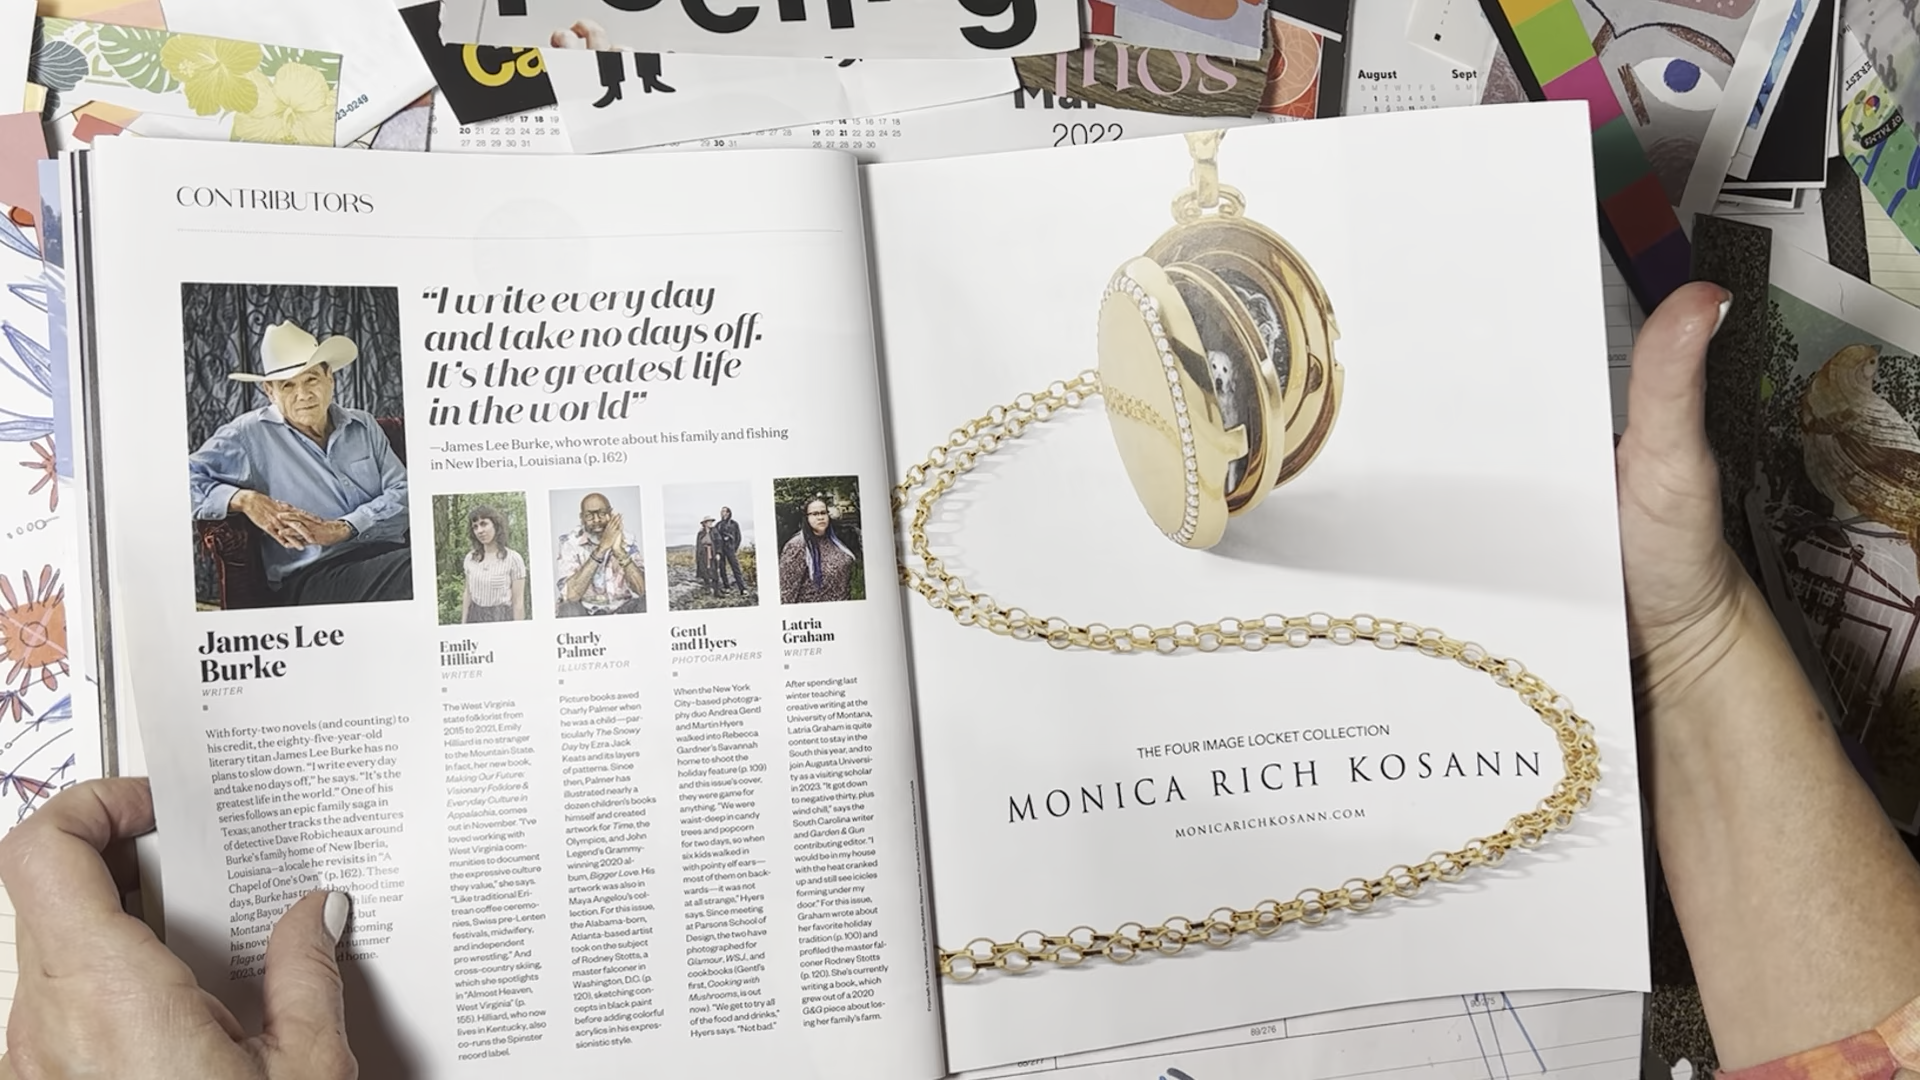 Ca
nos
Mar
2022
August
Sept
CONTRIBUTORS
“I write every day
and take no days off.
It’s the greatest life
in the world”
—James Lee Burke, who wrote about his family and fishing
in New Iberia, Louisiana (p. 162)
James Lee
Burke
WRITER
With forty-two novels (and counting) to
his credit, the eighty-five-year-old
literary titan James Lee Burke has no
plans to slow down. “I write every day
and take no days off,” he says. “It’s the
greatest life in the world.” One of his
series follows an epic family saga in
Texas; another tracks the adventures
of detective Dave Robicheaux around
Burke’s family home of New Iberia,
Louisiana—a locale he revisits in “A
Chapel of One’s Own” (p. 162). These
days, Burke has boyhood time
along Bayou life near
Montana’s but
his novel
Flags summer
2023, home.
Emily
Hilliard
WRITER
The West Virginia
state folklorist from
2015 to 2021, Emily
Hilliard is no stranger
to the Mountain State.
In fact, her new book,
Making Our Future:
Visionary Folklore &
Everyday Culture in
Appalachia, comes
out in November. “I’ve
loved working with
West Virginia com-
munities to document
the expressive culture
they value,” she says.
“Like traditional Eri-
trean coffee ceremo-
nies, Swiss pre-Lenten
festivals, midwifery,
and independent
pro wrestling.” And
cross-country skiing,
which she spotlights
in “Almost Heaven,
West Virginia” (p.
155). Hilliard, who now
lives in Kentucky, also
co-runs the Spinster
record label.
Charly
Palmer
ILLUSTRATOR
Picture books awed
Charly Palmer when
he was a child—par-
ticularly The Snowy
Day by Ezra Jack
Keats and its layers
of patterns. Since
then, Palmer has
illustrated nearly a
dozen children’s books
himself and created
artwork for Time, the
Olympics, and John
Legend’s Grammy-
winning 2020 al-
bum, Bigger Love. His
artwork was also in
Maya Angelou’s col-
lection. For this issue,
the Alabama-born,
Atlanta-based artist
took on the subject
of Rodney Stotts, a
master falconer in
Washington, D.C. (p.
120), sketching con-
cepts in black paint
before adding colorful
acrylics in his expres-
sionistic style.
Gentl
and Hyers
PHOTOGRAPHERS
When the New York
City–based photogra-
phy duo Andrea Gentl
and Martin Hyers
walked into Rebecca
Gardner’s Savannah
home to shoot the
holiday feature (p. 109)
and this issue’s cover,
they were game for
anything. “We were
waist-deep in candy
trees and popcorn
for two days, so when
six kids walked in
with pointy elf ears—
most of them on back-
wards—it was not
at all strange,” Hyers
says. Since meeting
at Parsons School of
Design, the two have
photographed for
Glamour, WSJ., and
cookbooks (Gentl’s
first, Cooking with
Mushrooms, is out
now). “We get to try all
of the food and drinks,”
Hyers says. “Not bad.”
Latria
Graham
WRITER
After spending last
winter teaching
creative writing at the
University of Montana,
Latria Graham is quite
content to stay in the
South this year, and to
join Augusta Universi-
ty as a visiting scholar
in 2023. “It got down
to negative thirty, plus
wind chill,” says the
South Carolina writer
and Garden & Gun
contributing editor. “I
would be in my house
with the heat cranked
up and still see icicles
forming under my
door.” For this issue,
Graham wrote about
her favorite holiday
tradition (p. 100) and
profiled the master fal-
coner Rodney Stotts
(p. 120). She’s currently
writing a book, which
grew out of a 2020
G&G piece about los-
ing her family’s farm.
THE FOUR IMAGE LOCKET COLLECTION
MONICA RICH KOSANN
MONICARICHKOSANN.COM
89/276